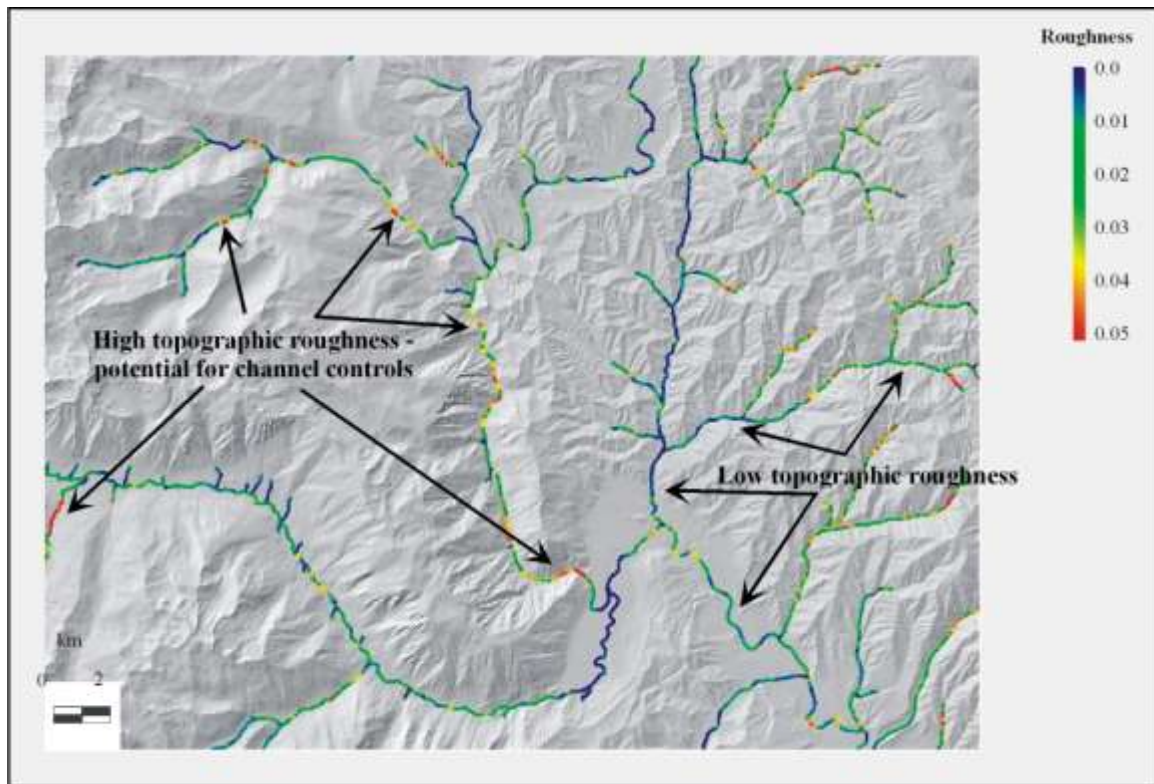 Roughness
0.0
0.01
0.02
0.03
0.04
0.05
High topographic roughness -
potential for channel controls
Low topographic roughness
km
0 2